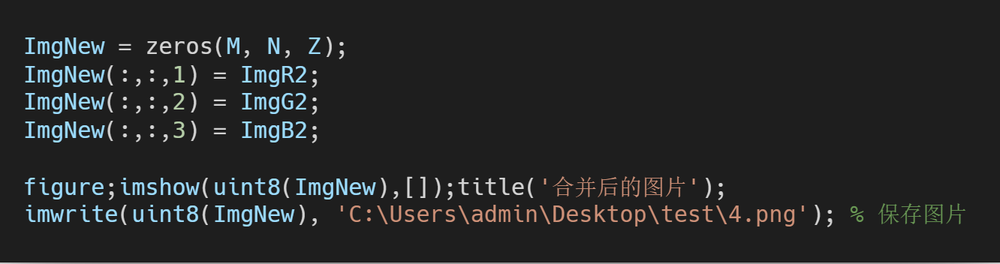 ImgNew = zeros(M, N, Z);
ImgNew(:,:,1) = ImgR2;
ImgNew(:,:,2) = ImgG2;
ImgNew(:,:,3) = ImgB2;
figure;imshow(uint8(ImgNew),[]);title('合并后的图片');
imwrite(uint8(ImgNew), 'C:\Users\admin\Desktop\test\4.png'); % 保存图片